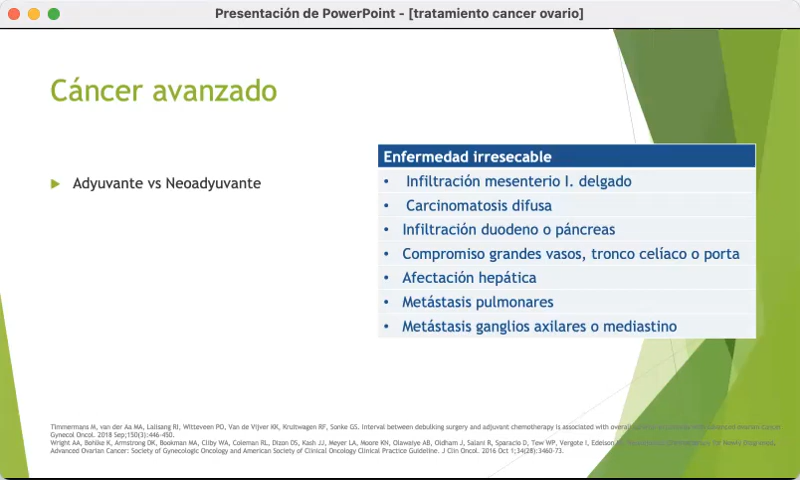 Presentación de PowerPoint - [tratamiento cancer ovario]
Cáncer avanzado
Adyuvante vs Neoadyuvante
Enfermedad irresecable
• Infiltración mesenterio I. delgado
• Carcinomatosis difusa
• Infiltración duodeno o páncreas
• Compromiso grandes vasos, tronco celíaco o porta
• Afectación hepática
• Metástasis pulmonares
• Metástasis ganglios axilares o mediastino
Timmermans M, van der Aa MA, Lalisang RI, Witteveen PO, Van de Vijver KK, Kruitwagen RF, Sonke GS. Interval between debulking surgery and adjuvant chemotherapy is associated with overall
Gynecol Oncol. 2018 Sep;150(3):446-450.
Wright AA, Bohlke K, Armstrong DK, Bookman MA, Cliby WA, Coleman RL, Dizon DS, Kash JJ, Meyer LA, Moore KN, Olawaiye AB, Oldham J, Salani R, Sparacio D, Tew WP, Vergote I, Edelson
Advanced Ovarian Cancer: Society of Gynecologic Oncology and American Society of Clinical Oncology Clinical Practice Guideline. J Clin Oncol. 2016 Oct 1;34(28):3460-73.